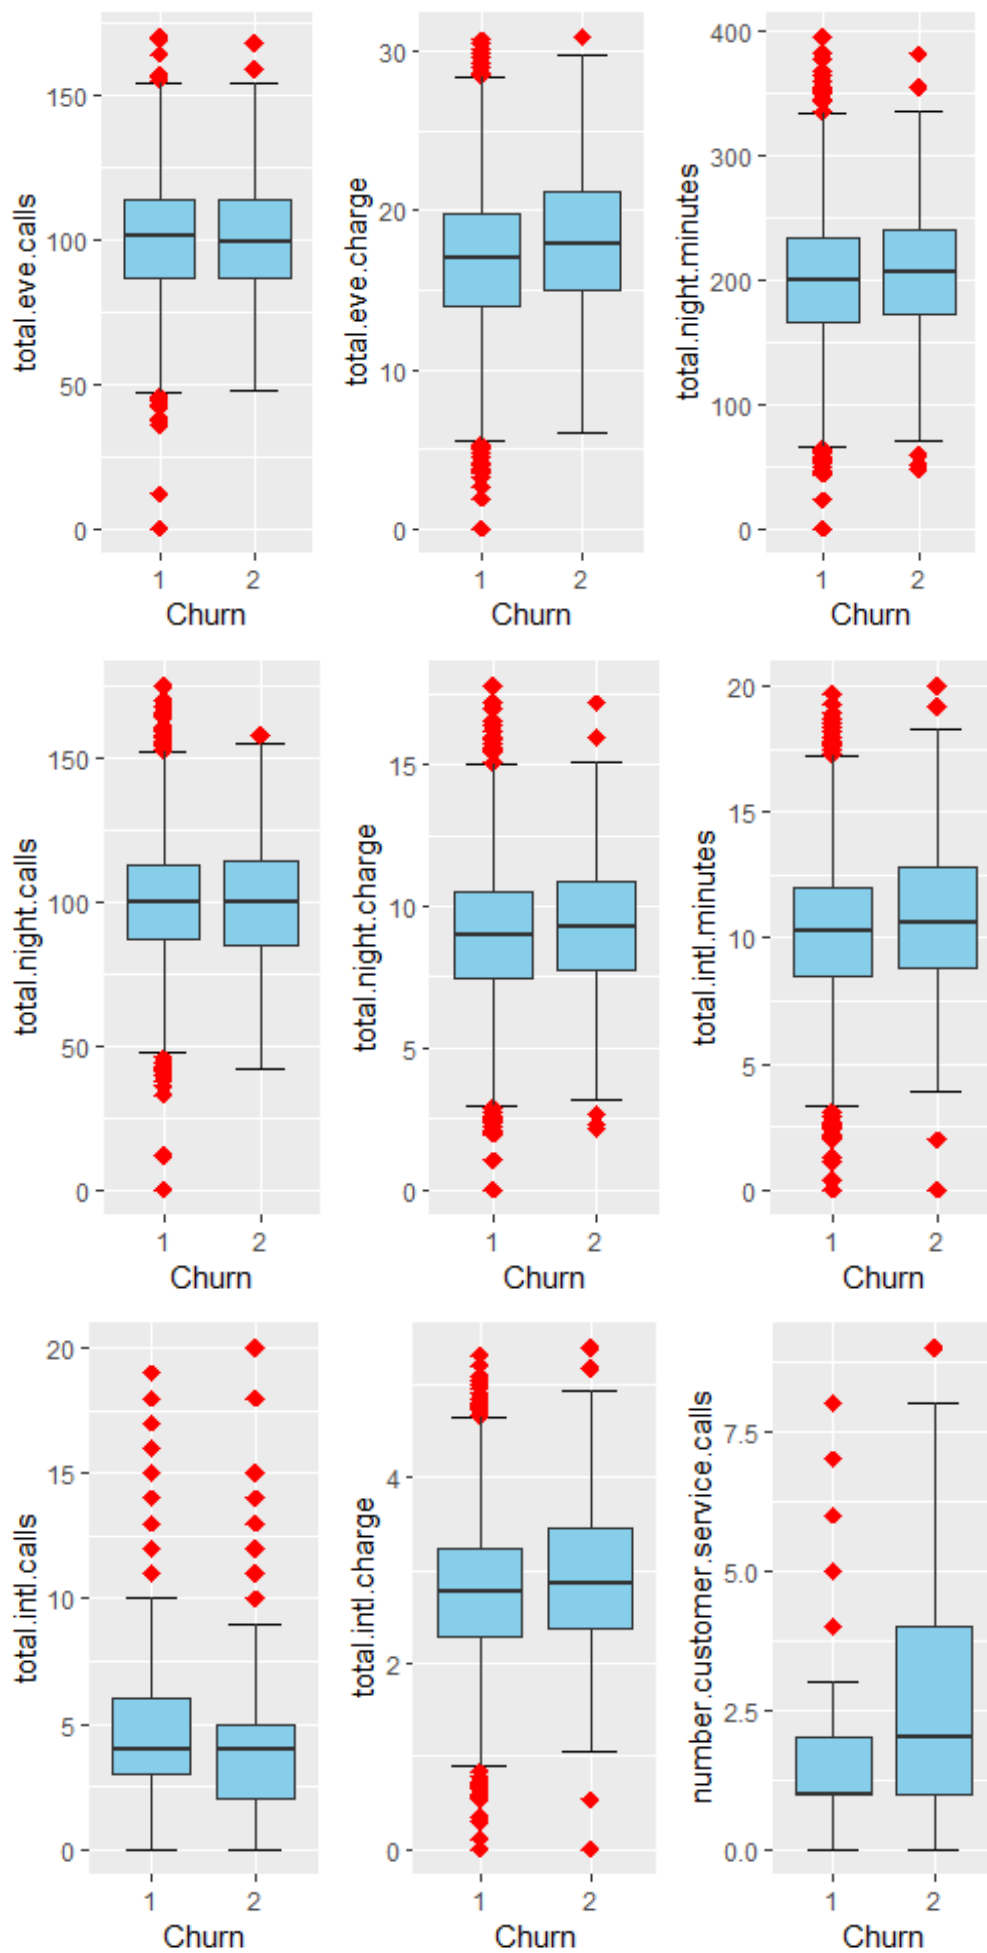 total.eve.calls
150
100
50
0
1 2
Churn
total.eve.charge
30
20
10
0
1 2
Churn
total.night.minutes
400
300
200
100
0
1 2
Churn
total.night.calls
150
100
50
0
1 2
Churn
total.night.charge
15
10
5
0
1 2
Churn
total.intl.minutes
20
15
10
5
0
1 2
Churn
total.intl.calls
20
15
10
5
0
1 2
Churn
total.intl.charge
4
2
0
1 2
Churn
number.customer.service.calls
7.5
5.0
2.5
0.0
1 2
Churn